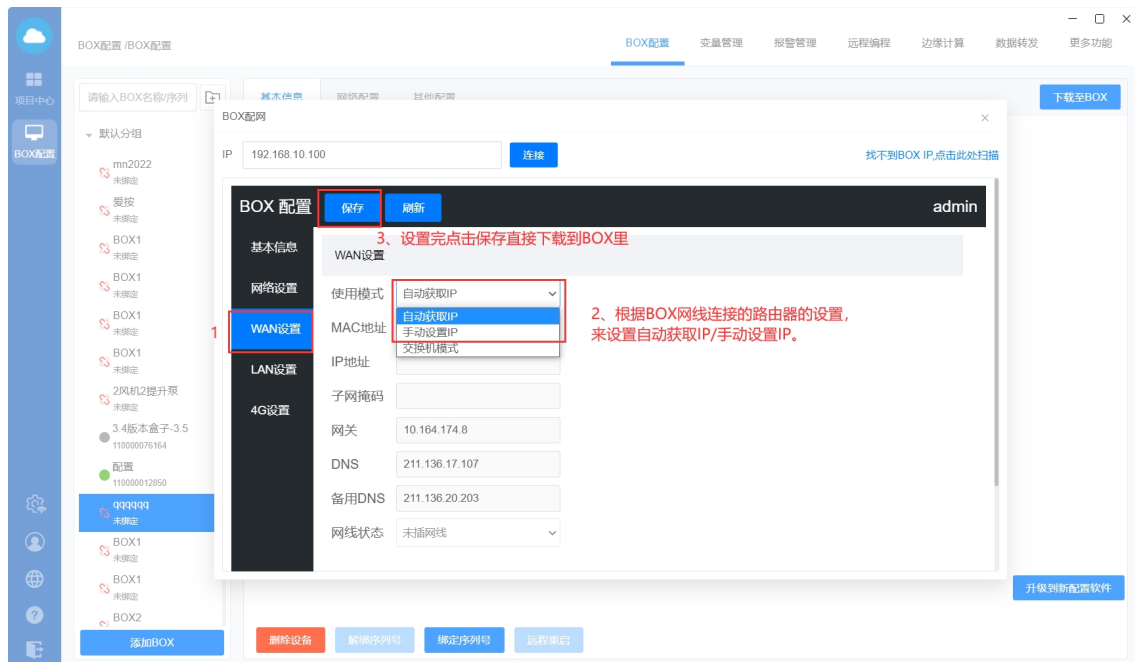 BOX配置 /BOX配置
BOX配置 变量管理 报警管理 远程编程 边缘计算 数据转发 更多功能
项目中心
BOX配置
请输入BOX名称/序列
基本信息 网络配置 其他配置
下载至BOX
默认分组
mn2022
未绑定
爱按
未绑定
BOX1
未绑定
BOX1
未绑定
BOX1
未绑定
BOX1
未绑定
2风机2提升泵
未绑定
3.4版本盒子-3.5
110000076164
配置
110000012850
qqqqqq
未绑定
BOX1
未绑定
BOX1
未绑定
BOX2
添加BOX
BOX配网
IP 192.168.10.100 连接 找不到BOX IP,点击此处扫描
BOX 配置 保存 刷新 admin
3、设置完点击保存直接下载到BOX里
基本信息
网络设置
1 WAN设置
LAN设置
4G设置
WAN设置
使用模式 自动获取IP
自动获取IP
手动设置IP
交换机模式
2、根据BOX网线连接的路由器的设置,
来设置自动获取IP/手动设置IP。
MAC地址
IP地址
子网掩码
网关 10.164.174.8
DNS 211.136.17.107
备用DNS 211.136.20.203
网线状态 未插网线
升级到新配置软件
删除设备 解绑序列号 绑定序列号 远程重启